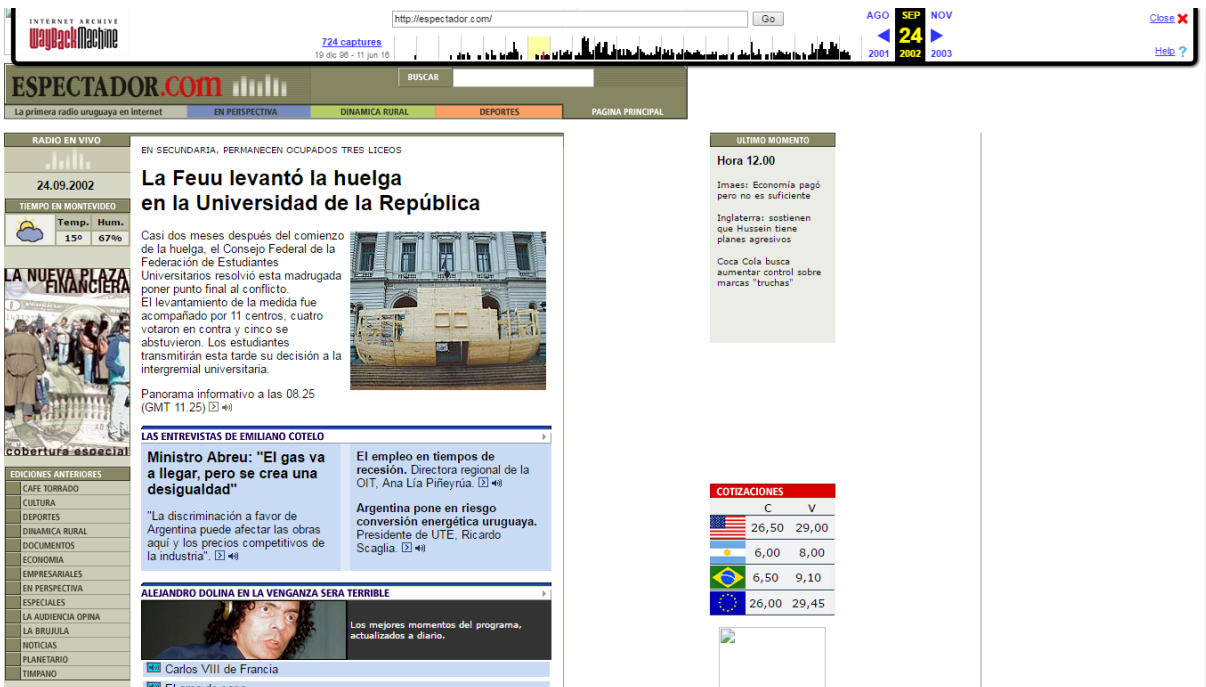 INTERNET ARCHIVE
WayBackMachine
http://espectador.com/
Go
724 captures
19 dic 96 - 11 jun 16
AGO SEP NOV
24
2001 2002 2003
Close
Help ?
ESPECTADOR.COM
BUSCAR
La primera radio uruguaya en internet
EN PERSPECTIVA
DINAMICA RURAL
DEPORTES
PAGINA PRINCIPAL
RADIO EN VIVO
24.09.2002
TIEMPO EN MONTEVIDEO
Temp. Hum.
15º 67%
LA NUEVA PLAZA
FINANCIERA
cobertura especial
EDICIONES ANTERIORES
CAFE TORRADO
CULTURA
DEPORTES
DINAMICA RURAL
DOCUMENTOS
ECONOMIA
EMPRESARIALES
EN PERSPECTIVA
ESPECIALES
LA AUDIENCIA OPINA
LA BRUJULA
NOTICIAS
PLANETARIO
TIMPANO
EN SECUNDARIA, PERMANECEN OCUPADOS TRES LICEOS
La Feuu levantó la huelga
en la Universidad de la República
Casi dos meses después del comienzo
de la huelga, el Consejo Federal de la
Federación de Estudiantes
Universitarios resolvió esta madrugada
poner punto final al conflicto.
El levantamiento de la medida fue
acompañado por 11 centros, cuatro
votaron en contra y cinco se
abstuvieron. Los estudiantes
transmitirán esta tarde su decisión a la
intergremial universitaria.
Panorama informativo a las 08.25
(GMT 11.25)
LAS ENTREVISTAS DE EMILIANO COTELO
Ministro Abreu: "El gas va
a llegar, pero se crea una
desigualdad"
"La discriminación a favor de
Argentina puede afectar las obras
aquí y los precios competitivos de
la industria".
El empleo en tiempos de
recesión. Directora regional de la
OIT, Ana Lía Piñeyrúa.
Argentina pone en riesgo
conversión energética uruguaya.
Presidente de UTE, Ricardo
Scaglia.
ALEJANDRO DOLINA EN LA VENGANZA SERA TERRIBLE
Los mejores momentos del programa,
actualizados a diario.
Carlos VIII de Francia
ULTIMO MOMENTO
Hora 12.00
Imaes: Economía pagó
pero no es suficiente
Inglaterra: sostienen
que Hussein tiene
planes agresivos
Coca Cola busca
aumentar control sobre
marcas "truchas"
COTIZACIONES
C V
26,50 29,00
6,00 8,00
6,50 9,10
26,00 29,45